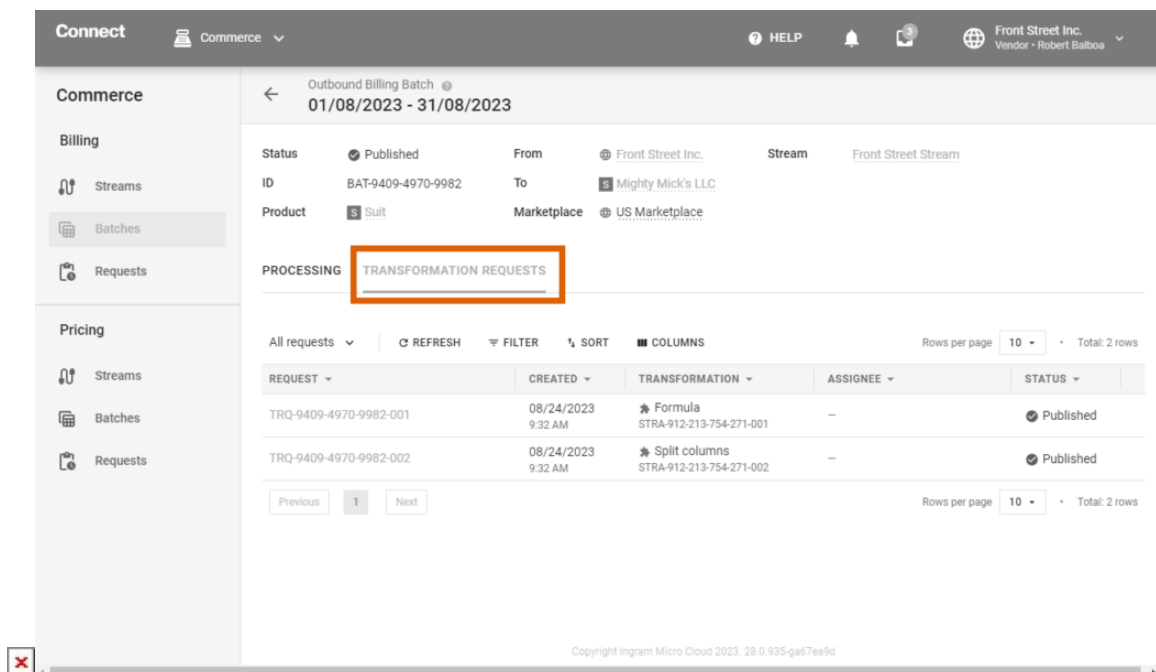 Connect
Commerce
HELP
3
Front Street Inc.
Vendor • Robert Balboa
Commerce
Billing
Streams
Batches
Requests
Pricing
Streams
Batches
Requests
Outbound Billing Batch
01/08/2023 - 31/08/2023
Status Published From Front Street Inc. Stream Front Street Stream
ID BAT-9409-4970-9982 To S Mighty Mick's LLC
Product S Suit Marketplace US Marketplace
PROCESSING TRANSFORMATION REQUESTS
All requests REFRESH FILTER SORT COLUMNS Rows per page 10 • Total: 2 rows
REQUEST CREATED TRANSFORMATION ASSIGNEE STATUS
TRQ-9409-4970-9982-001 08/24/2023 Formula – Published
9:32 AM STRA-912-213-754-271-001
TRQ-9409-4970-9982-002 08/24/2023 Split columns – Published
9:32 AM STRA-912-213-754-271-002
Previous 1 Next Rows per page 10 • Total: 2 rows
Copyright Ingram Micro Cloud 2023. 28.0.935-ga67ea9d